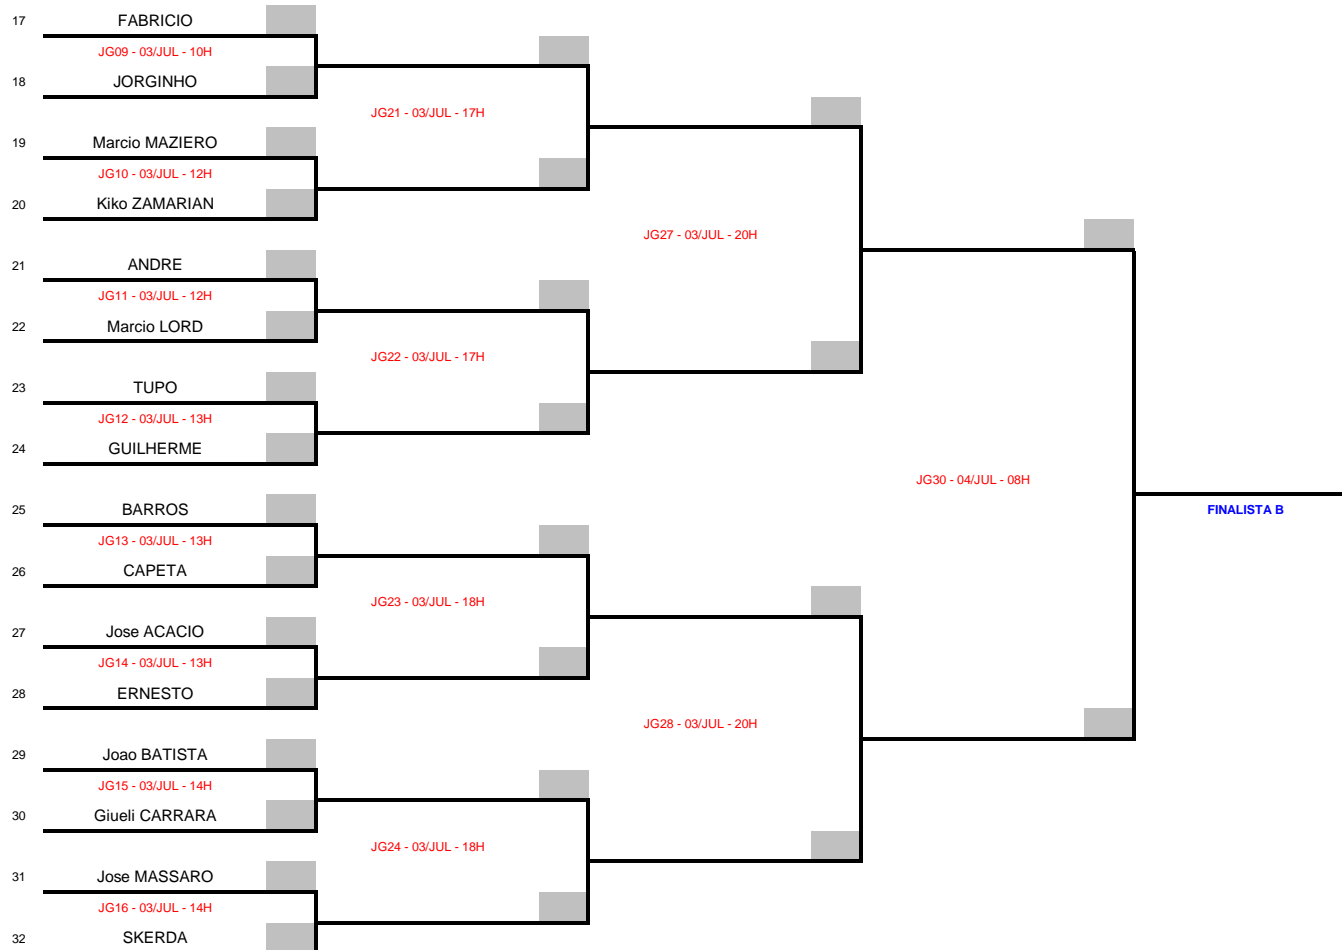 17 FABRICIO
JG09 - 03/JUL - 10H
18 JORGINHO
JG21 - 03/JUL - 17H
19 Marcio MAZIERO
JG10 - 03/JUL - 12H
20 Kiko ZAMARIAN
JG27 - 03/JUL - 20H
21 ANDRE
JG11 - 03/JUL - 12H
22 Marcio LORD
JG22 - 03/JUL - 17H
23 TUPO
JG12 - 03/JUL - 13H
24 GUILHERME
JG30 - 04/JUL - 08H
25 BARROS
FINALISTA B
JG13 - 03/JUL - 13H
26 CAPETA
JG23 - 03/JUL - 18H
27 Jose ACACIO
JG14 - 03/JUL - 13H
28 ERNESTO
JG28 - 03/JUL - 20H
29 Joao BATISTA
JG15 - 03/JUL - 14H
30 Giueli CARRARA
JG24 - 03/JUL - 18H
31 Jose MASSARO
JG16 - 03/JUL - 14H
32 SKERDA